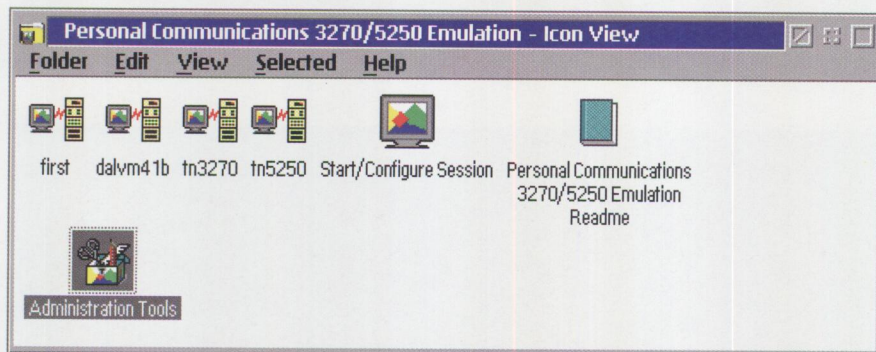 Personal Communications 3270/5250 Emulation - Icon View
Folder Edit View Selected Help
first dalvm41b tn3270 tn5250 Start/Configure Session Personal Communications
3270/5250 Emulation
Readme
Administration Tools